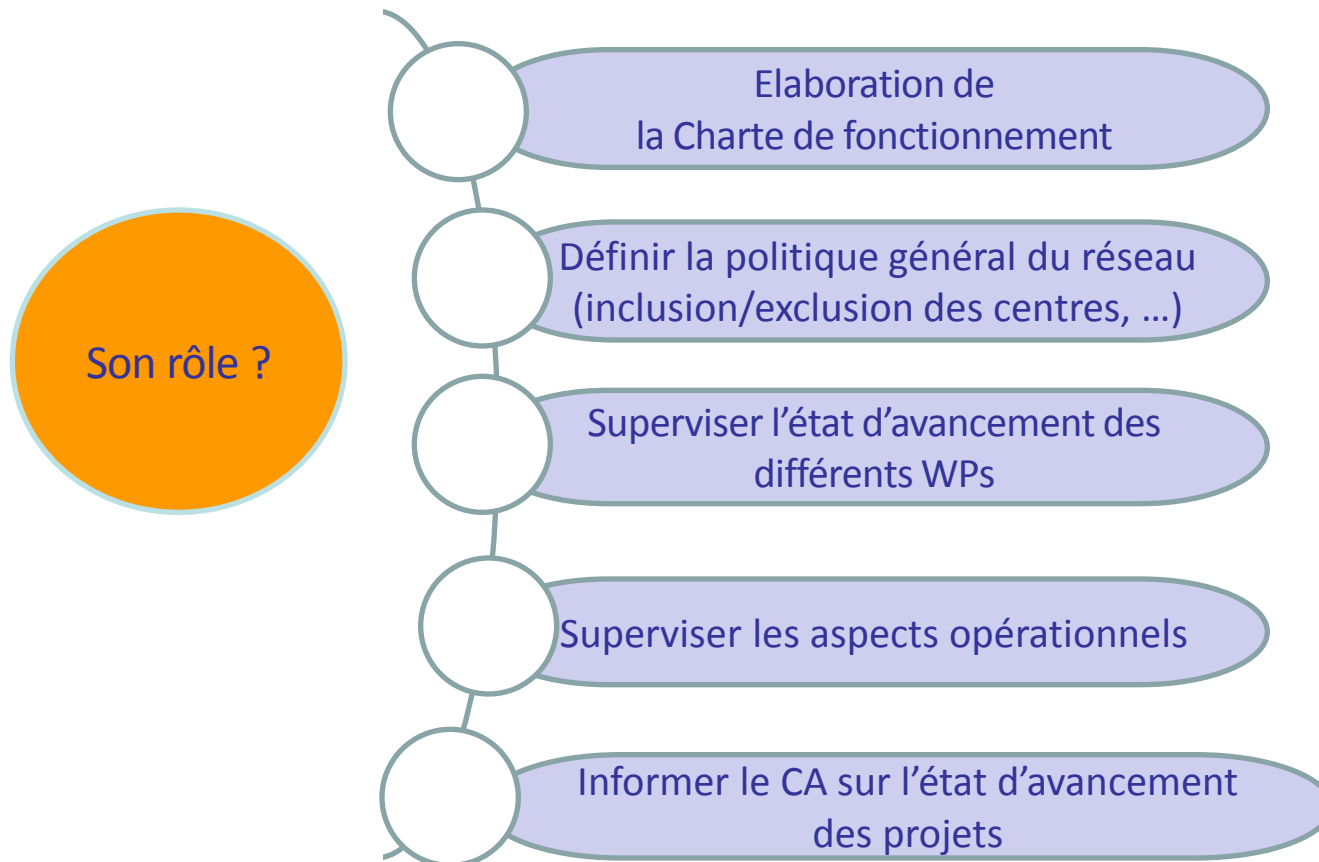 Son rôle ?
Elaboration de
la Charte de fonctionnement
Définir la politique général du réseau
(inclusion/exclusion des centres, …)
Superviser l’état d’avancement des
différents WPs
Superviser les aspects opérationnels
Informer le CA sur l’état d’avancement
des projets